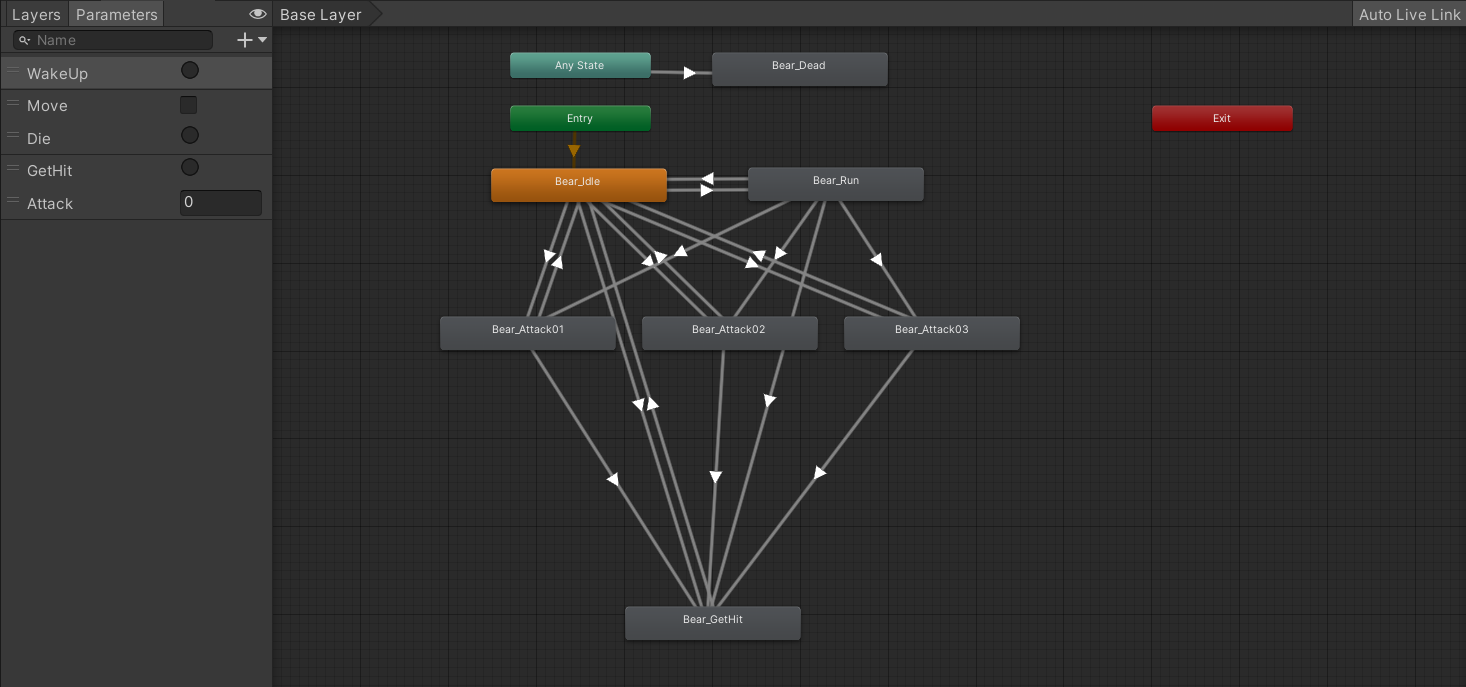 Layers Parameters Base Layer Auto Live Link
Name
WakeUp
Move
Die
GetHit
Attack 0
Any State Bear_Dead
Entry Exit
Bear_Idle Bear_Run
Bear_Attack01 Bear_Attack02 Bear_Attack03
Bear_GetHit